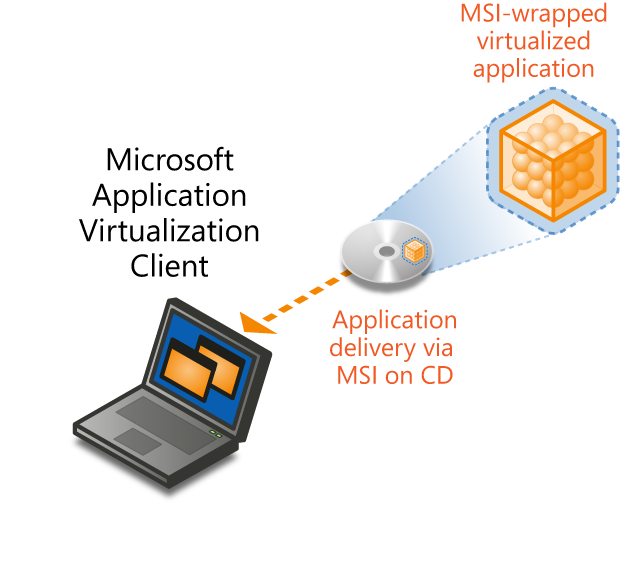 MSI-wrapped
virtualized
application
Microsoft
Application
Virtualization
Client
Application
delivery via
MSI on CD